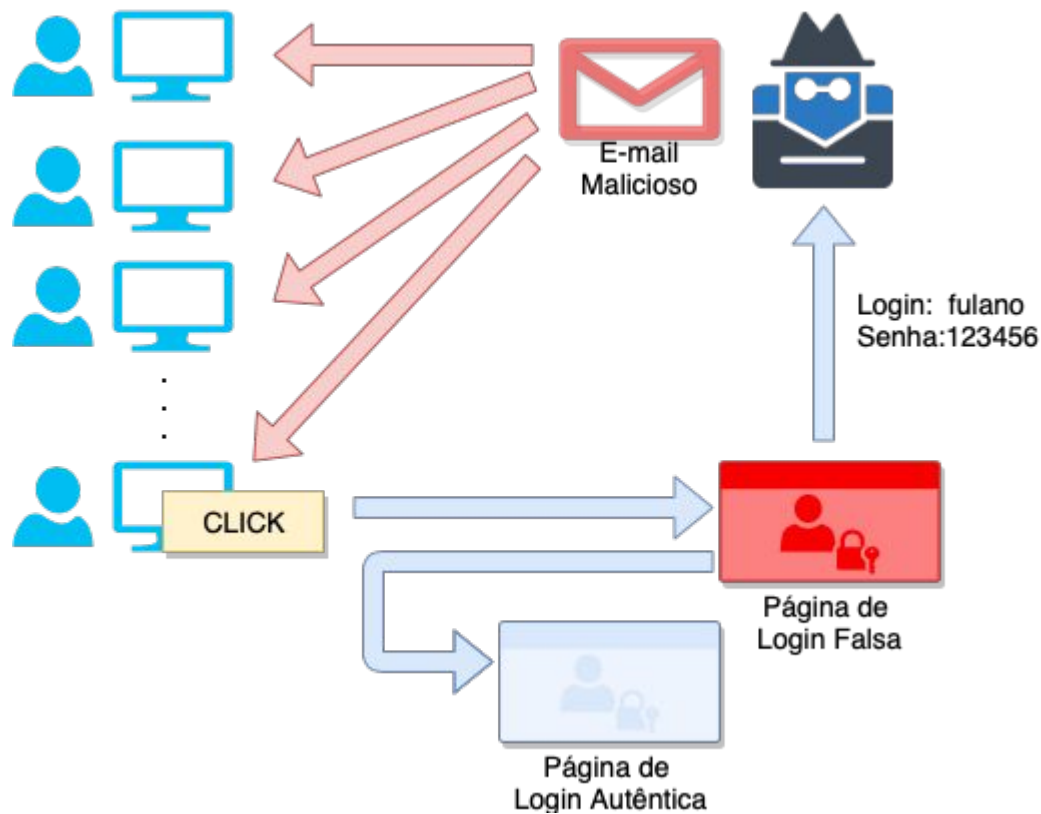 E-mail
Malicioso
Login: fulano
Senha:123456
CLICK
Página de
Login Falsa
Página de
Login Autêntica